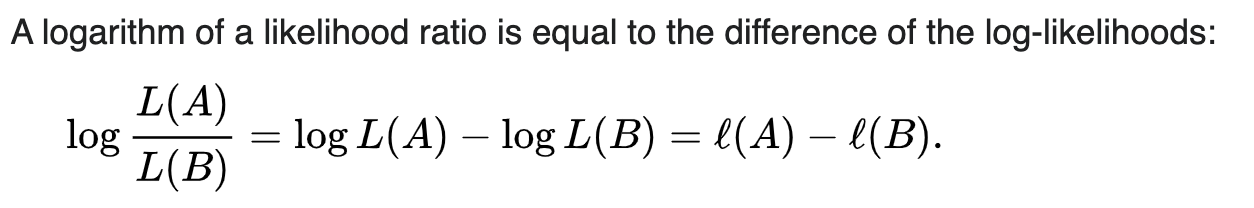 A logarithm of a likelihood ratio is equal to the difference of the log-likelihoods:
log L(A)/L(B) = log L(A) − log L(B) = ℓ(A) − ℓ(B).